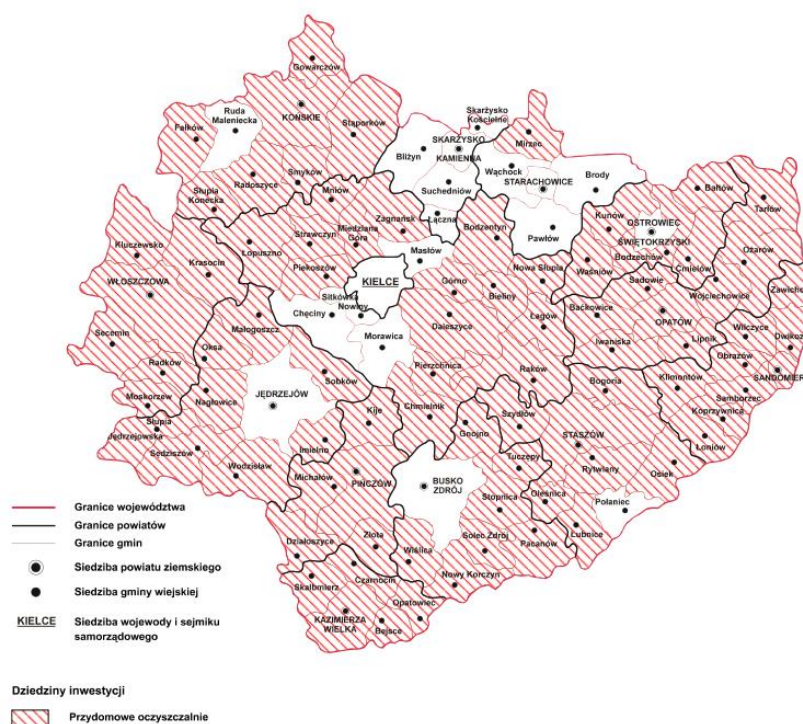 Gowarczów
Ruda
Maleniecka
KOŃSKIE
Fałków
Stąporków
Skarżysko
Kościelne
Mirzec
SKARŻYSKO
KAMIENNA
Bliżyn
Wąchock
STARACHOWICE
Brody
Radoszyce
Smyków
Słupia
Konecka
Mniów
Suchedniów
Łączna
Pawłów
Bałtów
Tarłów
Kunów
OSTROWIEC
ŚWIĘTOKRZYSKI
Bodzechów
Ćmielów
Ożarów
Waśniów
Kluczewsko
Krasocin
Łopuszno
Strawczyn
Miedziana
Góra
Zagnańsk
Bodzentyn
Masłów
Piekoszów
KIELCE
WŁOSZCZOWA
Nowa Słupia
Górno
Bieliny
Sadowie
Wojciechowice
Baćkowice
OPATÓW
Sitkówka
Nowiny
Chęciny
Małogoszcz
Daleszyce
Łagów
Iwaniska
Lipnik
Wilczyce
Dwikoz
Obrazów
SANDOMIER
Zawicho
Secemin
Oksa
Morawica
Radków
Sobków
Pierzchnica
Raków
Bogoria
Klimontów
Samborzec
Koprzywnica
Moskorzew
Nagłowice
JĘDRZEJÓW
Słupia
Jędrzejowska
Kije
Chmielnik
Szydłów
Gnojno
STASZÓW
Rytwiany
Łoniów
Osiek
Sędziszów
Imielno
Wodzisław
Michałów
PIŃCZÓW
BUSKO
ZDRÓJ
Tuczępy
Stopnica
Oleśnica
Połaniec
Łubnice
Działoszyce
Złota
Wiślica
Solec Zdrój
Pacanów
Skalbmierz
Czarnocin
Nowy Korczyn
Opatowiec
KAZIMIERZA
WIELKA
Bejsce
Granice województwa
Granice powiatów
Granice gmin
Siedziba powiatu ziemskiego
Siedziba gminy wiejskiej
KIELCE Siedziba wojewody i sejmiku
samorządowego
Dziedziny inwestycji
Przydomowe oczyszczalnie